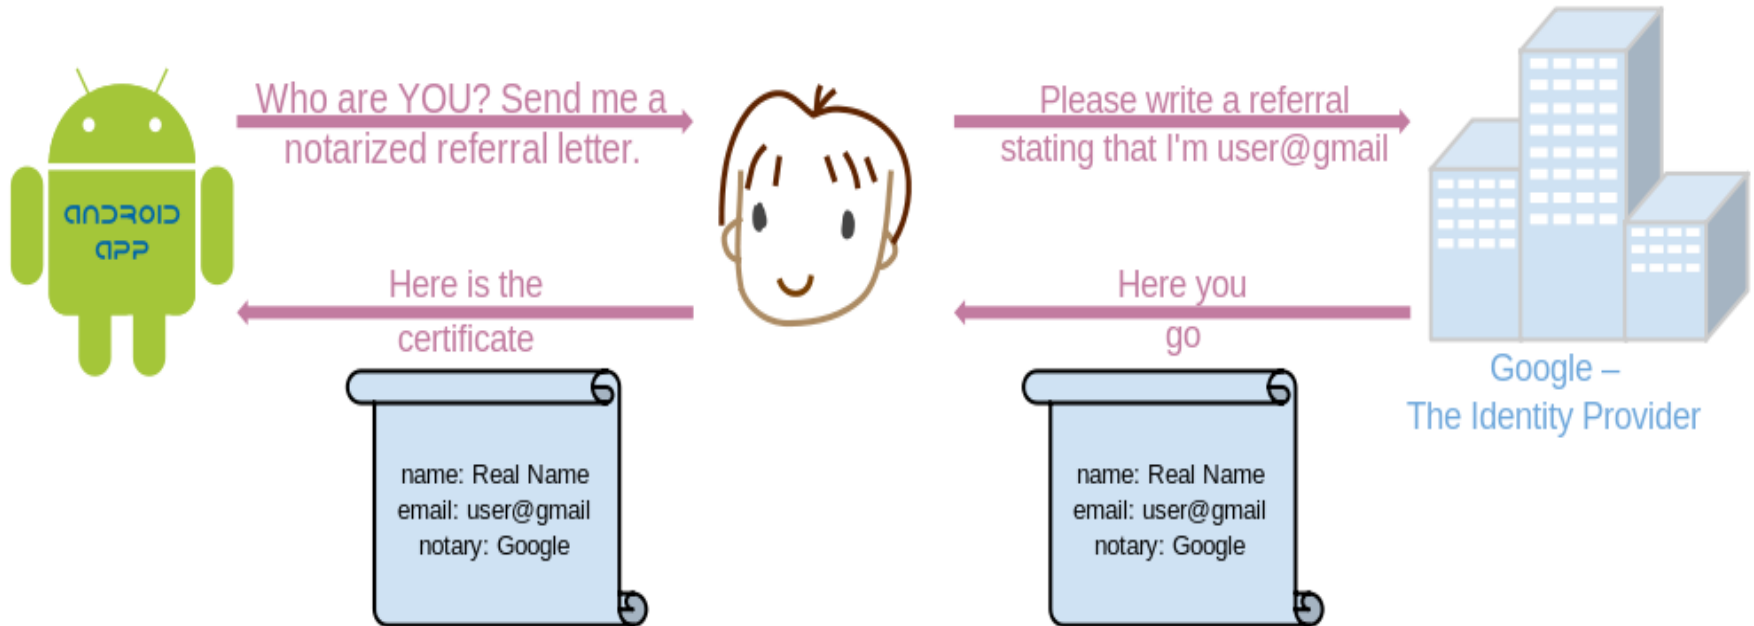 Who are YOU? Send me a
notarized referral letter.
Please write a referral
stating that I'm user@gmail
ANDROID
APP
Here is the
certificate
Here you
go
Google –
The Identity Provider
name: Real Name
email: user@gmail
notary: Google
name: Real Name
email: user@gmail
notary: Google